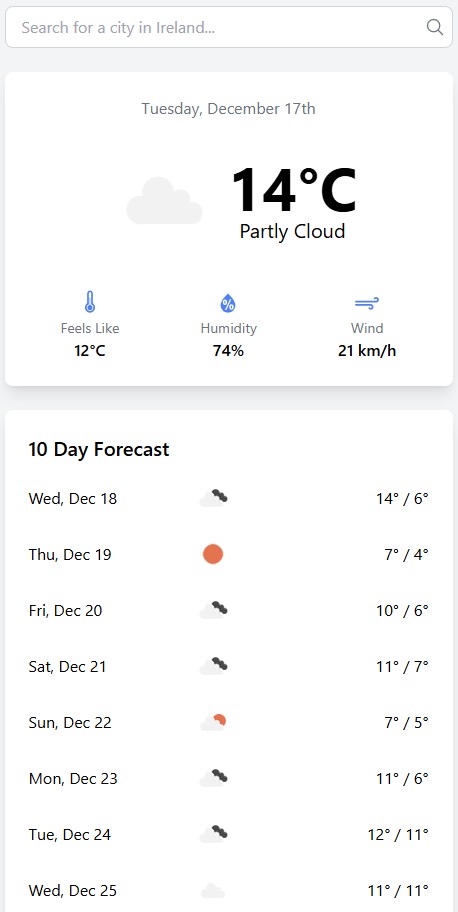 Search for a city in Ireland...
Tuesday, December 17th
14°C
Partly Cloud
Feels Like Humidity Wind
12°C 74% 21 km/h
10 Day Forecast
Wed, Dec 18 14° / 6°
Thu, Dec 19 7° / 4°
Fri, Dec 20 10° / 6°
Sat, Dec 21 11° / 7°
Sun, Dec 22 7° / 5°
Mon, Dec 23 11° / 6°
Tue, Dec 24 12° / 11°
Wed, Dec 25 11° / 11°